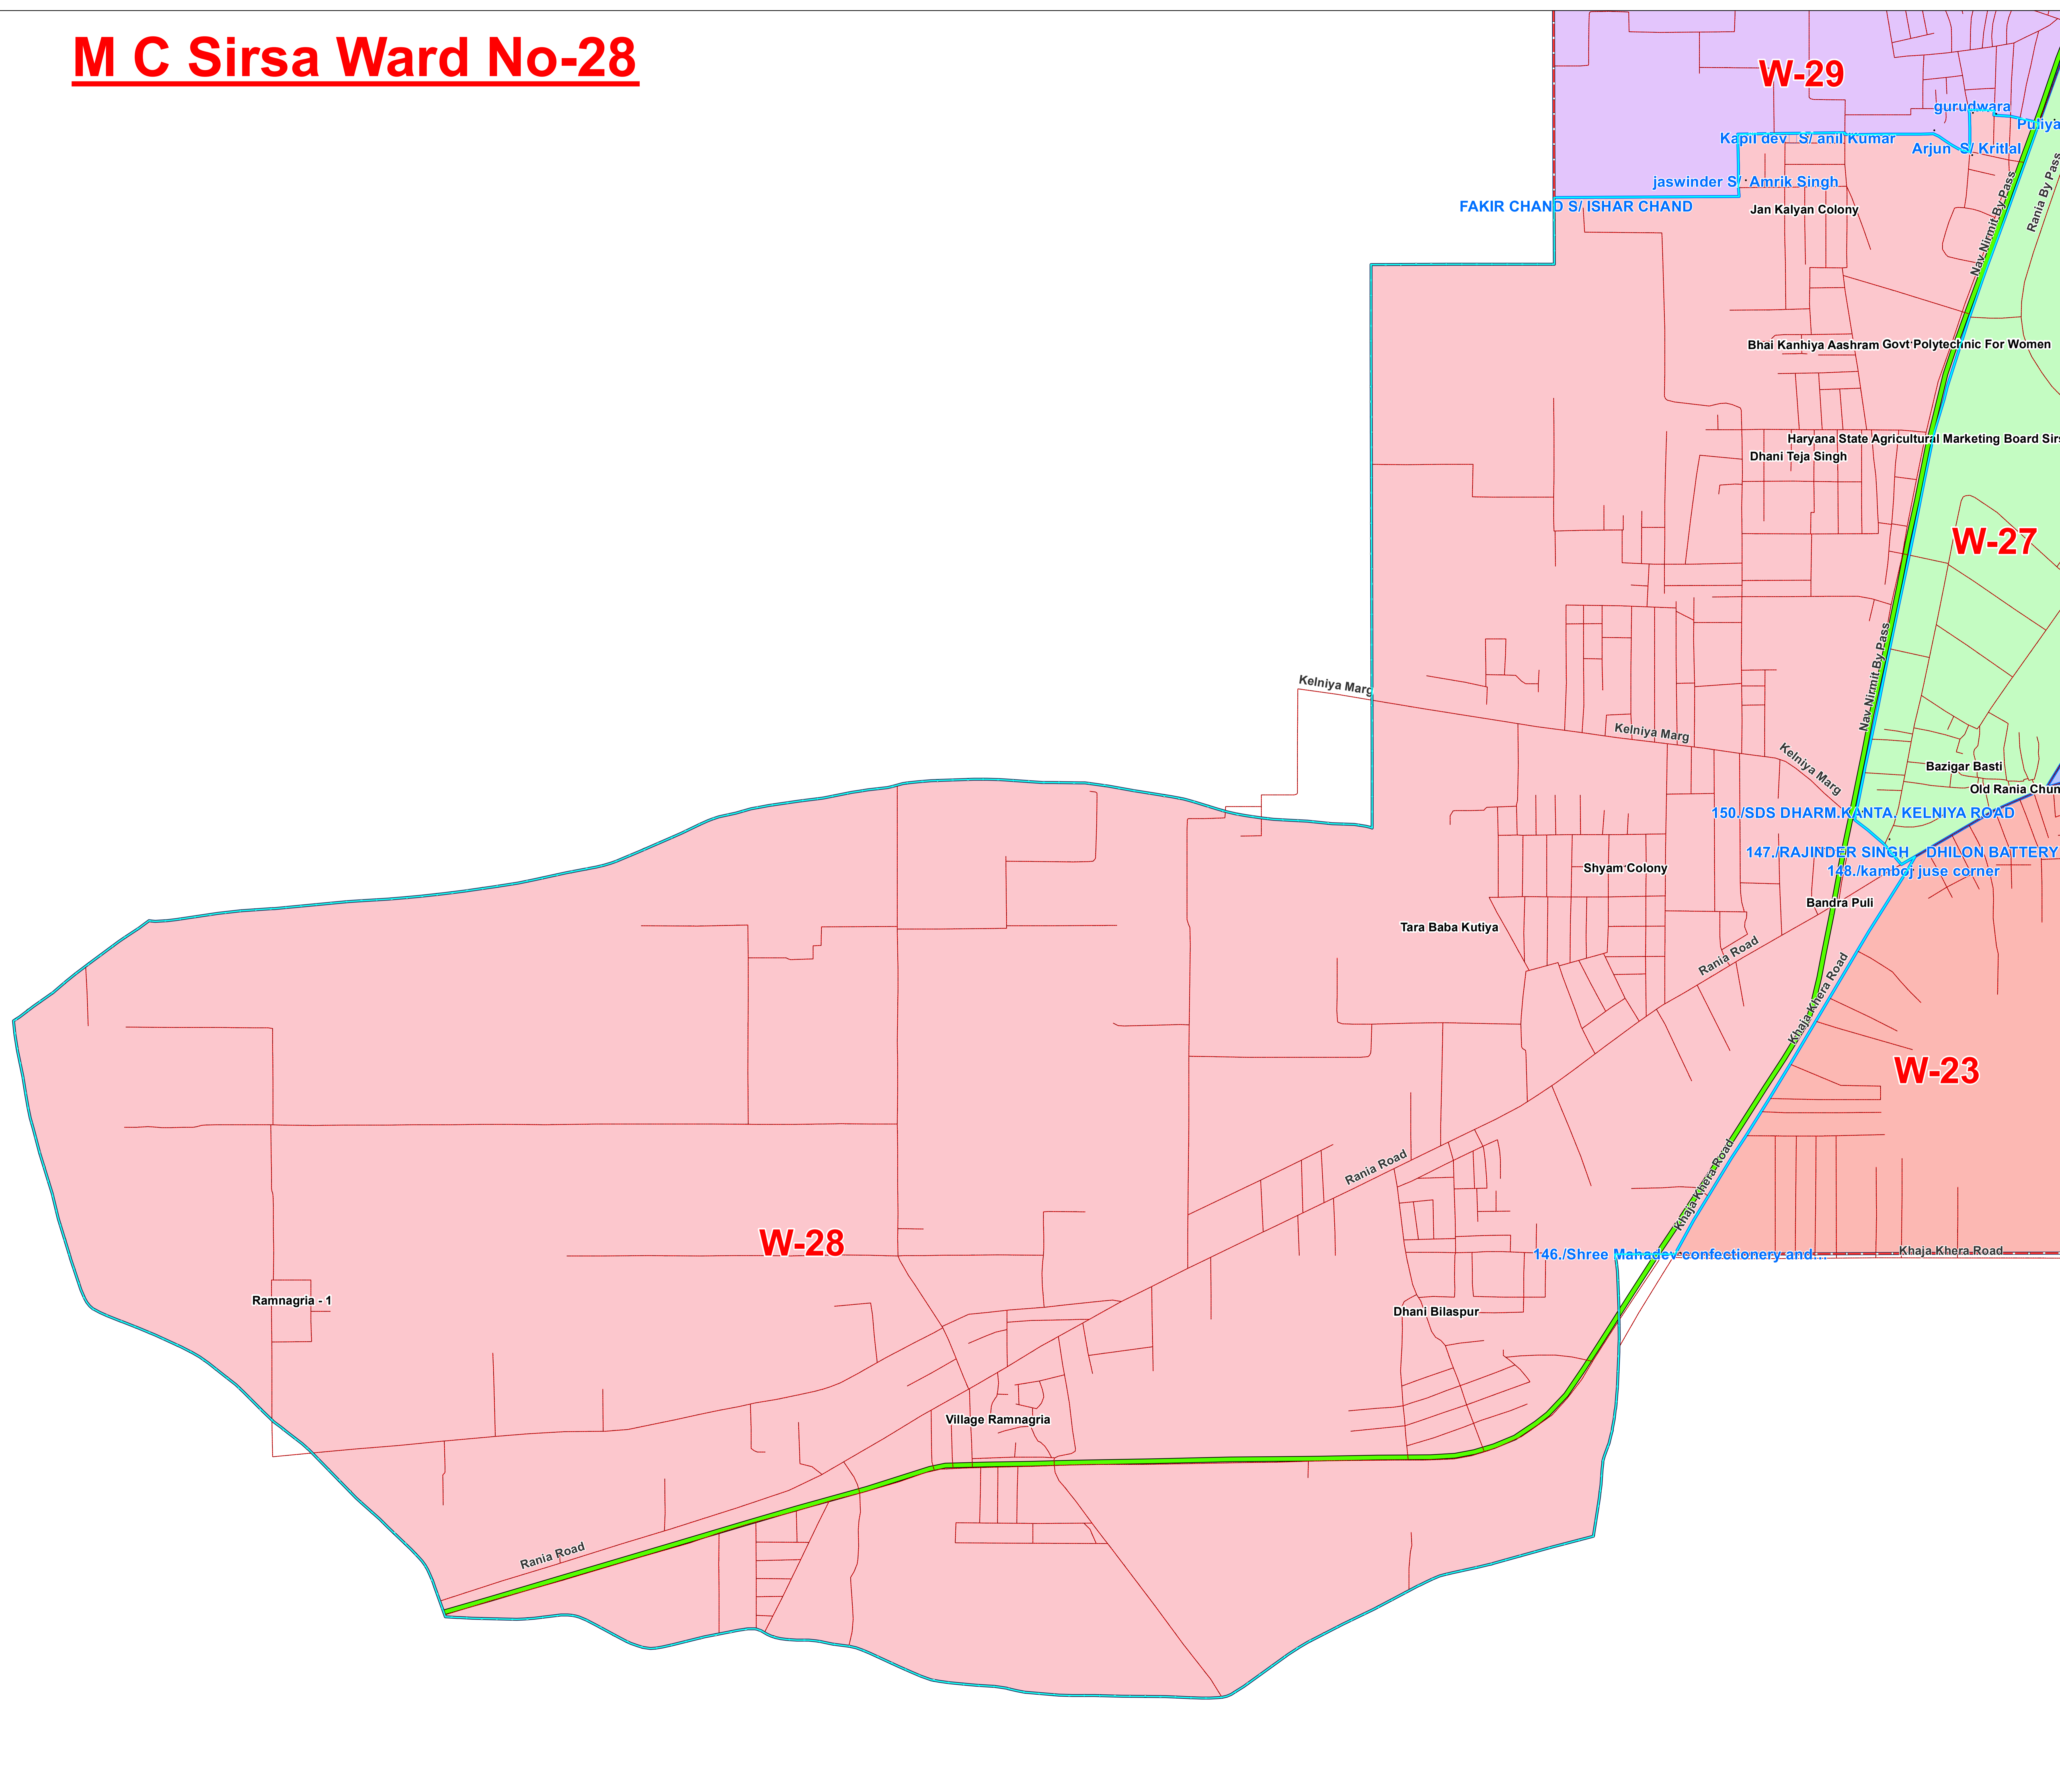 M C Sirsa Ward No-28
W-29
gurudwara
Puliya
Kapil dev S/ anil Kumar
Arjun S/ Kritlal
jaswinder S/ Amrik Singh
FAKIR CHAND S/ ISHAR CHAND
Jan Kalyan Colony
Nav Nirmit By Pass
Rania By Pass
Bhai Kanhiya Aashram
Govt Polytechnic For Women
Haryana State Agricultural Marketing Board Sirs
Dhani Teja Singh
W-27
Nav Nirmit By Pass
Kelniya Marg
Kelniya Marg
Kelniya Marg
Bazigar Basti
Old Rania Chun
150./SDS DHARM KANTA. KELNIYA ROAD
147./RAJINDER SINGH DHILON BATTERY
148./kamboj juse corner
Shyam Colony
Bandra Puli
Tara Baba Kutiya
Rania Road
Khaja Khera Road
W-23
Rania Road
Khaja Khera Road
W-28
146./Shree Mahadev confectionery and...
Khaja Khera Road
Ramnagria - 1
Dhani Bilaspur
Village Ramnagria
Rania Road